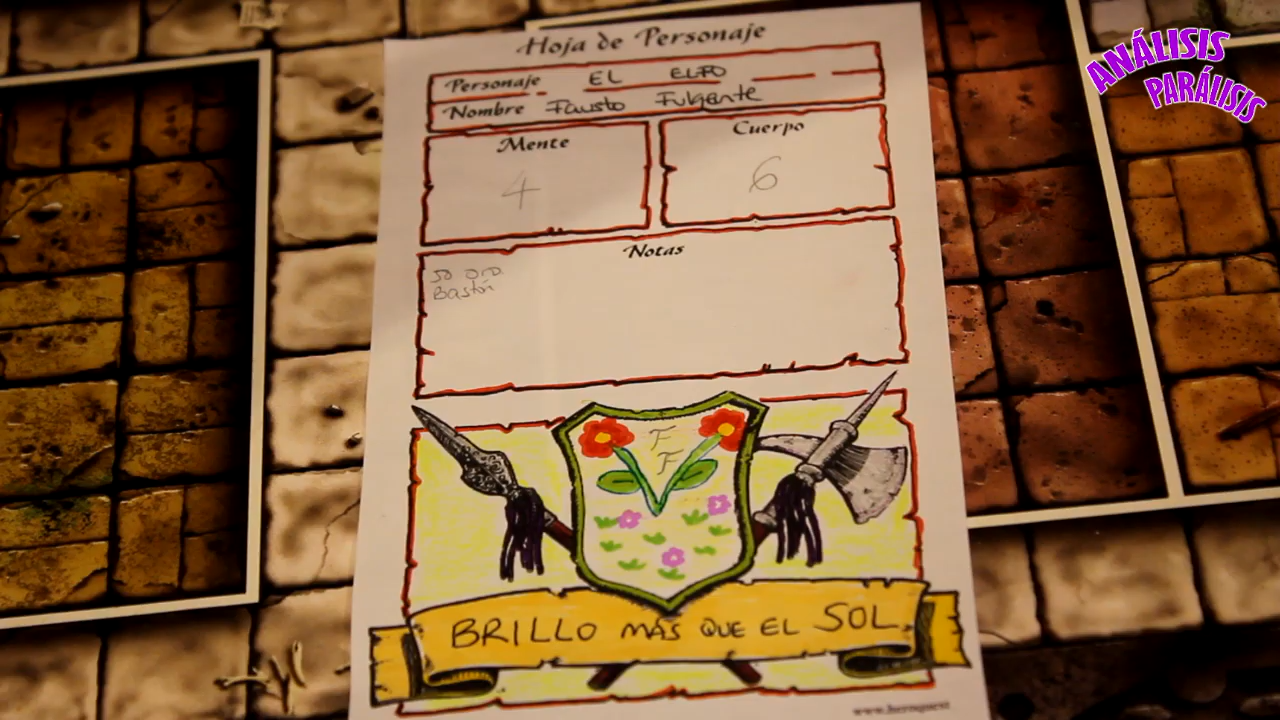 Hoja de Personaje
Personaje EL ELFO
Nombre Fausto Fulgente
Mente
Cuerpo
4
6
Notas
50 oro.
Bastón
F
F
BRILLO MÁS QUE EL SOL
ANÁLISIS
PARÁLISIS